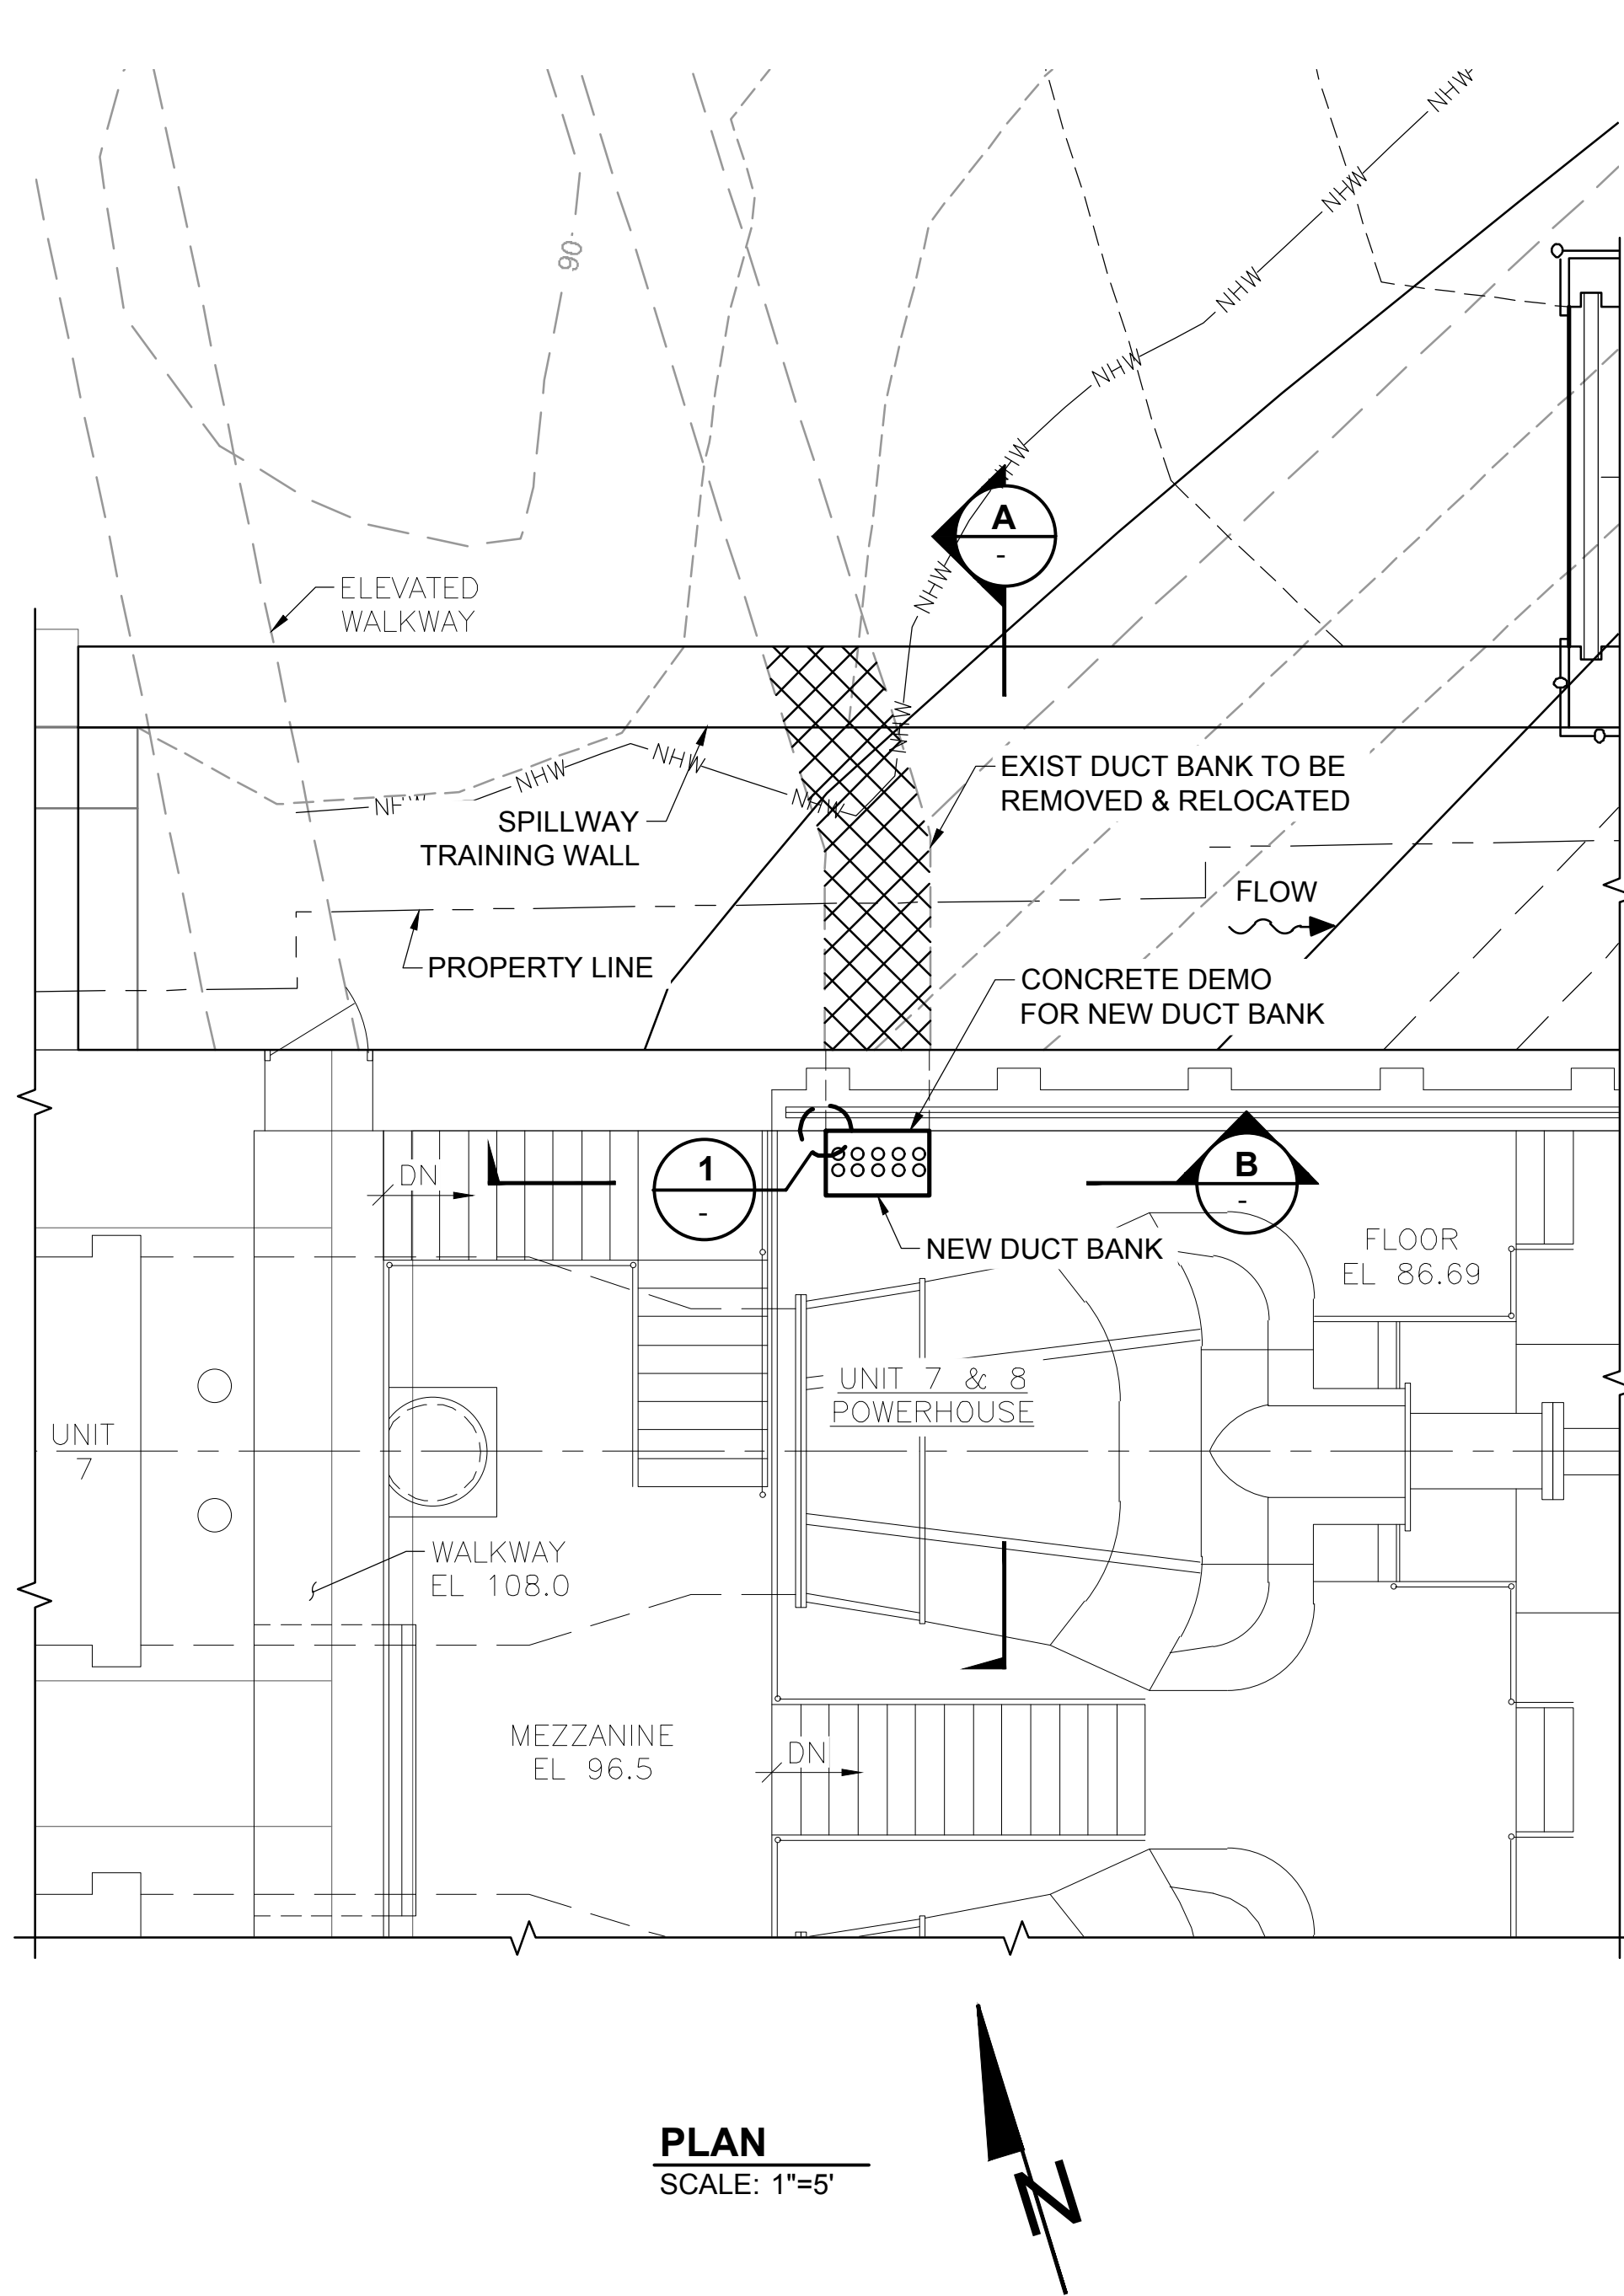 NHW
NHW
90
NHW
NHW
NHW
A
-
NHW
ELEVATED
WALKWAY
NHW
NHW
NHW
NHW
EXIST DUCT BANK TO BE
REMOVED & RELOCATED
NHW
SPILLWAY
TRAINING WALL
FLOW
PROPERTY LINE
CONCRETE DEMO
FOR NEW DUCT BANK
DN
1
-
B
-
NEW DUCT BANK
FLOOR
EL 86.69
UNIT 7 & 8
POWERHOUSE
UNIT
7
WALKWAY
EL 108.0
MEZZANINE
EL 96.5
DN
PLAN
SCALE: 1"=5'
N